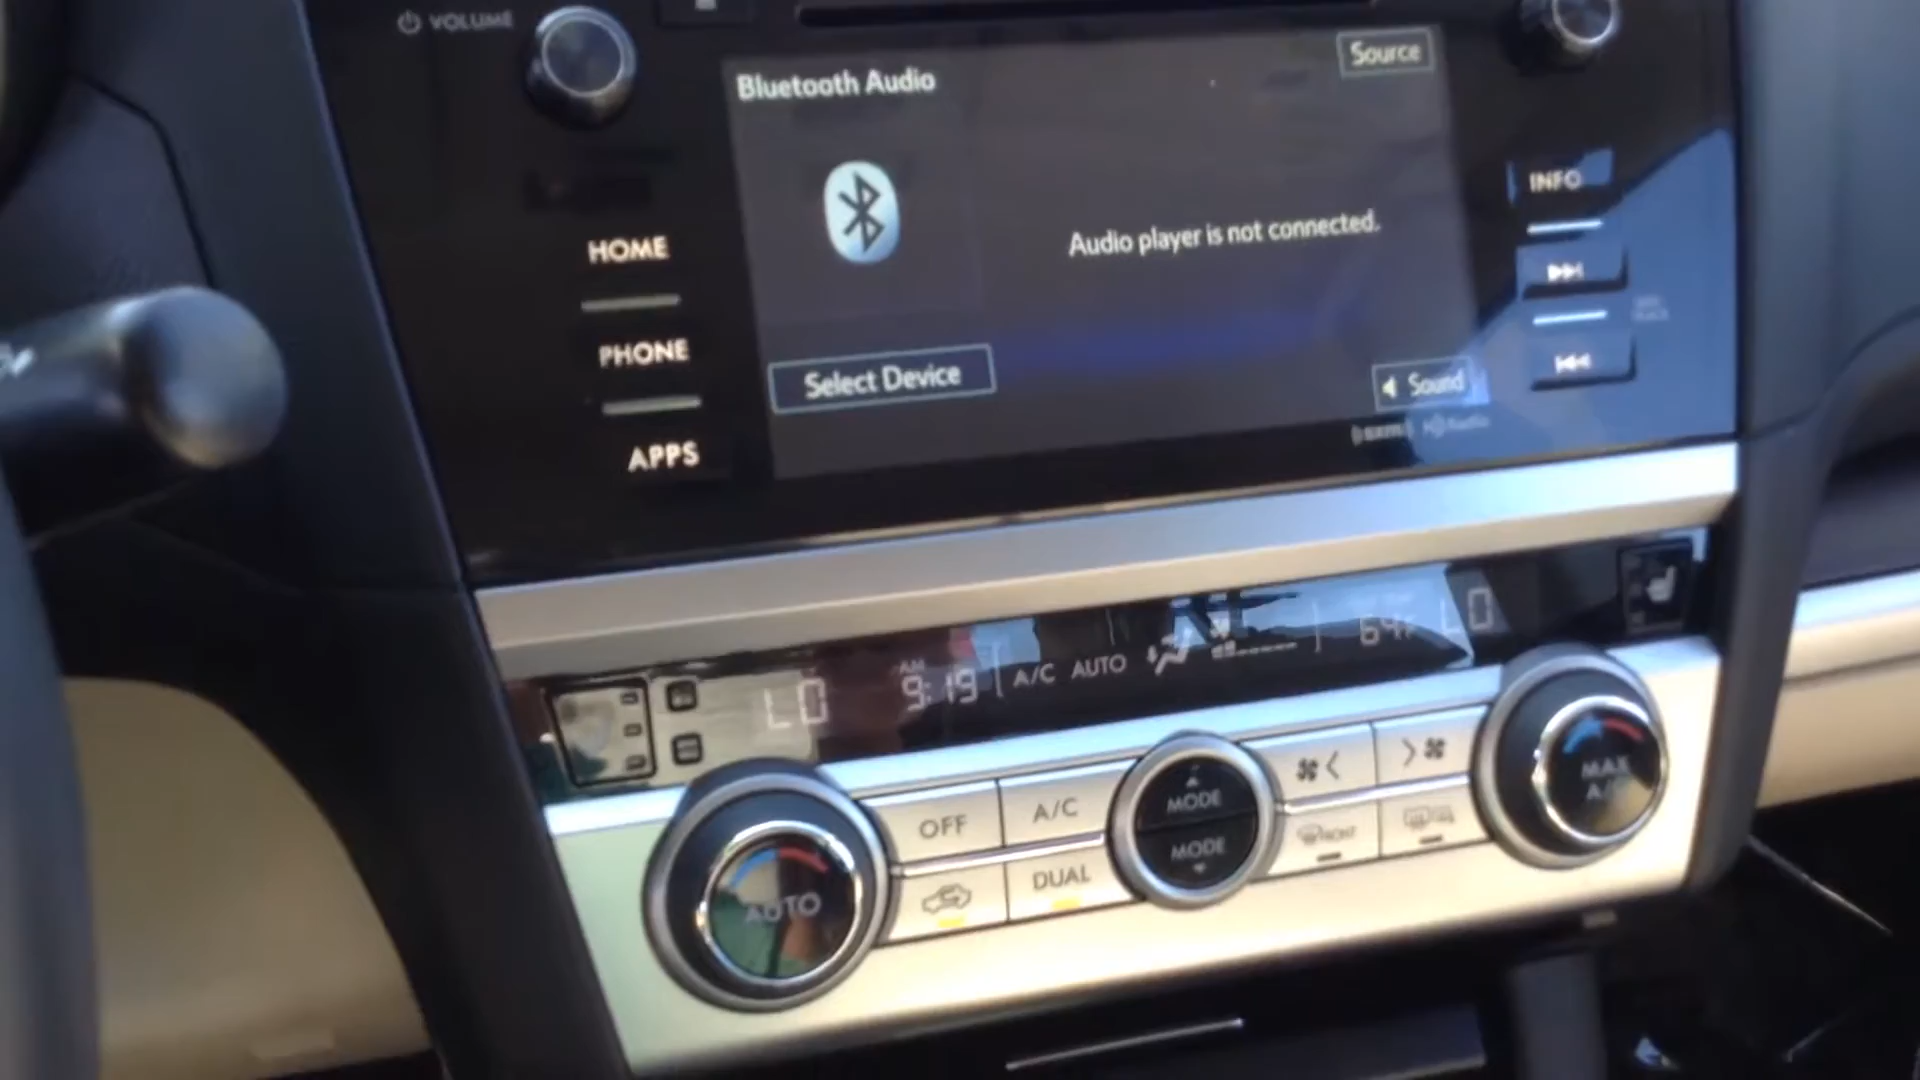 VOLUME
Source
Bluetooth Audio
INFO
HOME
Audio player is not connected.
PHONE
Select Device
Sound
APPS
LO
AM
9:19
A/C AUTO
64F
LO
OFF
A/C
MODE
MODE
DUAL
AUTO
MAX
A/C